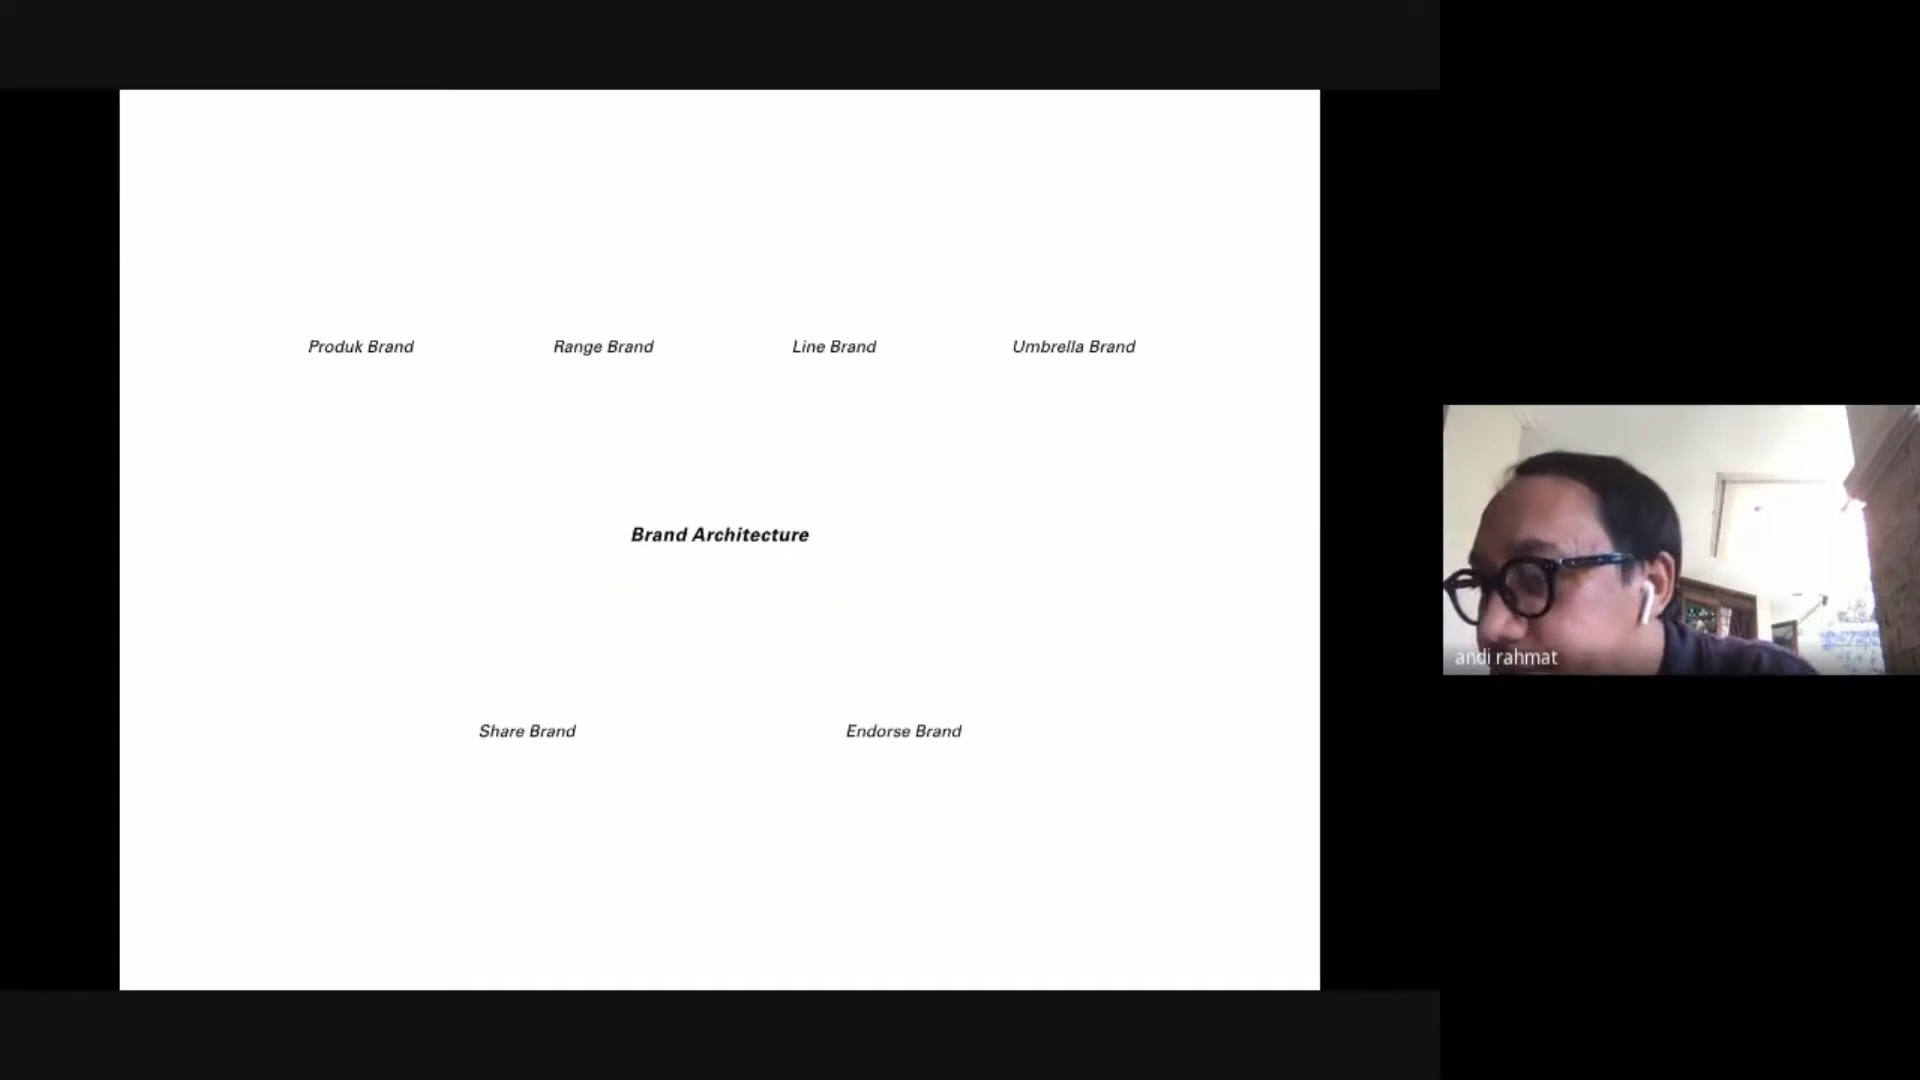 Produk Brand
Range Brand
Line Brand
Umbrella Brand
Brand Architecture
Share Brand
Endorse Brand
andi rahmat